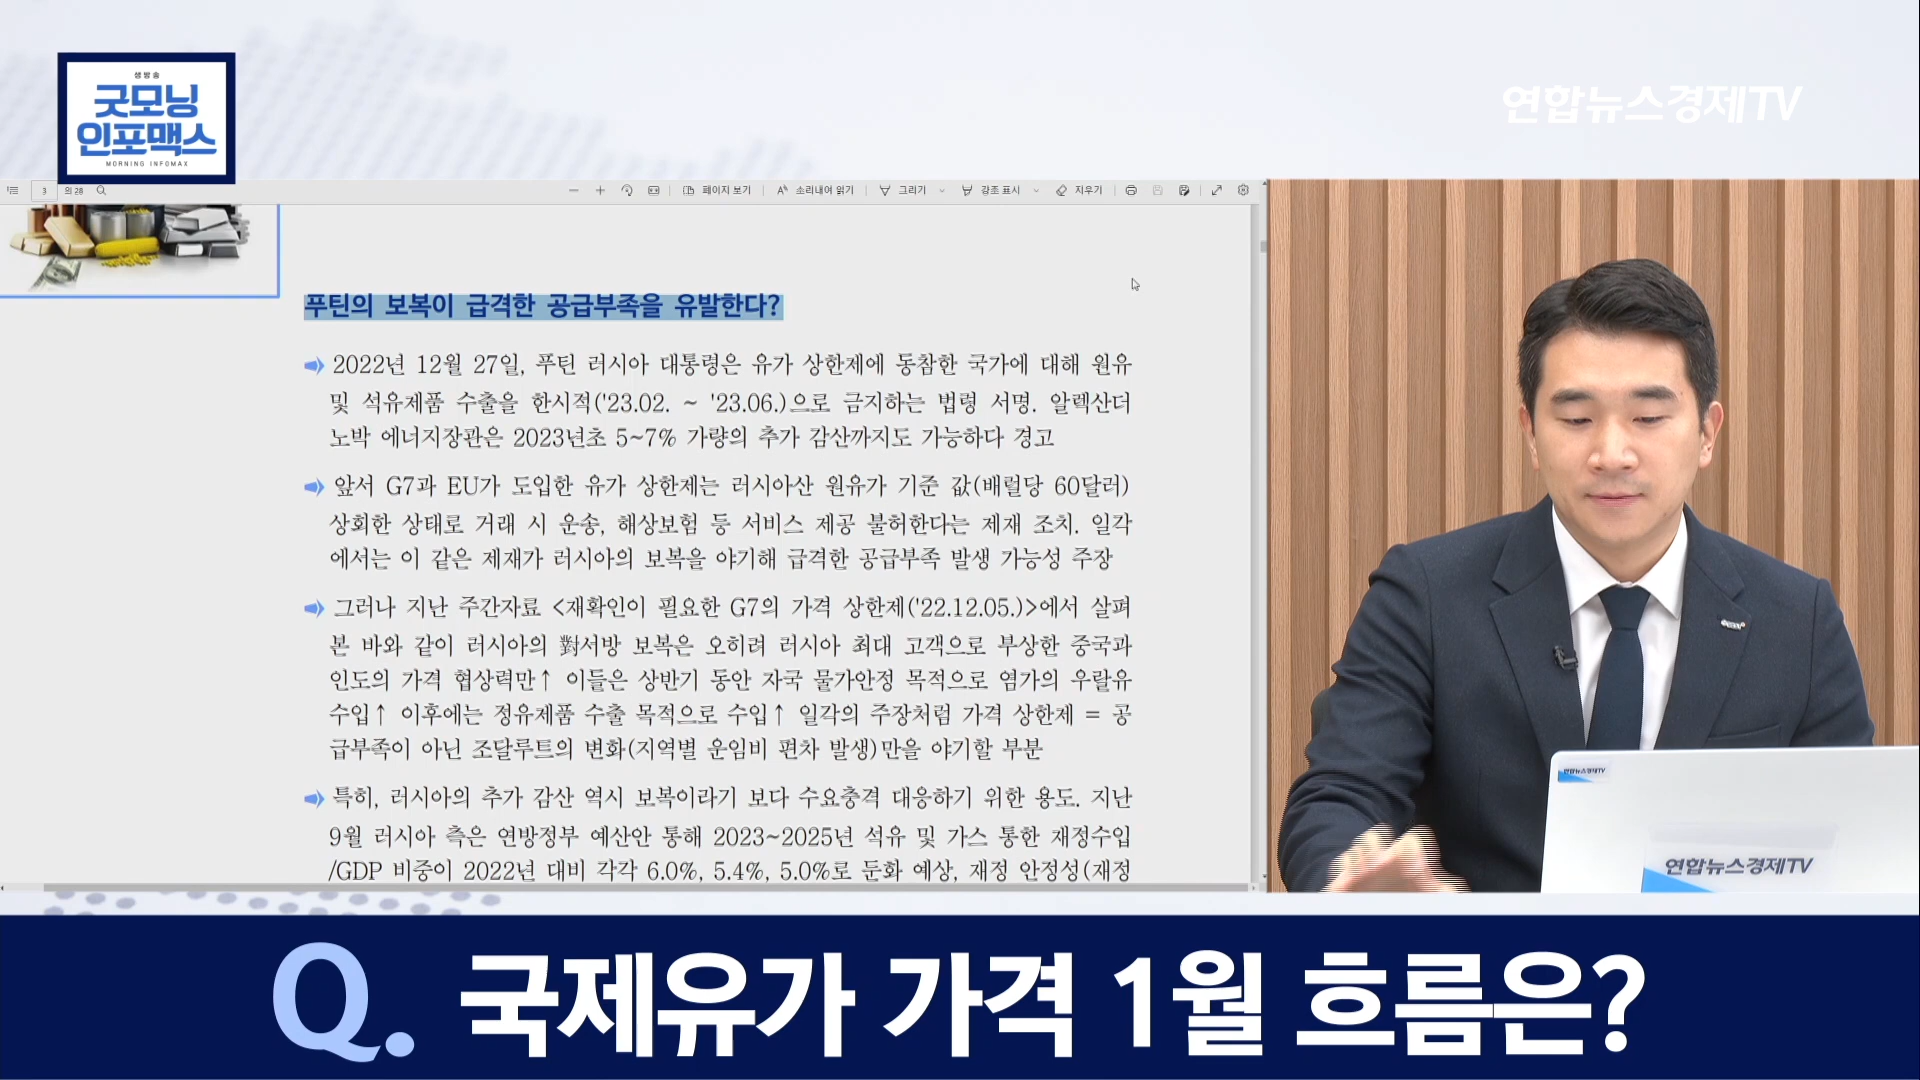 생방송
굿모닝
인포맥스
MORNING INFOMAX
연합뉴스경제TV
3 의 28 페이지 보기 소리내어 읽기 그리기 강조 표시 지우기
푸틴의 보복이 급격한 공급부족을 유발한다?
2022년 12월 27일, 푸틴 러시아 대통령은 유가 상한제에 동참한 국가에 대해 원유
및 석유제품 수출을 한시적('23.02. ~ '23.06.)으로 금지하는 법령 서명. 알렉산더
노박 에너지장관은 2023년초 5~7% 가량의 추가 감산까지도 가능하다 경고
앞서 G7과 EU가 도입한 유가 상한제는 러시아산 원유가 기준 값(배럴당 60달러)
상회한 상태로 거래 시 운송, 해상보험 등 서비스 제공 불허한다는 제재 조치. 일각
에서는 이 같은 제재가 러시아의 보복을 야기해 급격한 공급부족 발생 가능성 주장
그러나 지난 주간자료 <재확인이 필요한 G7의 가격 상한제('22.12.05.)>에서 살펴
본 바와 같이 러시아의 對서방 보복은 오히려 러시아 최대 고객으로 부상한 중국과
인도의 가격 협상력만↑ 이들은 상반기 동안 자국 물가안정 목적으로 염가의 우랄유
수입↑ 이후에는 정유제품 수출 목적으로 수입↑ 일각의 주장처럼 가격 상한제 = 공
급부족이 아닌 조달루트의 변화(지역별 운임비 편차 발생)만을 야기할 부분
특히, 러시아의 추가 감산 역시 보복이라기 보다 수요충격 대응하기 위한 용도. 지난
9월 러시아 측은 연방정부 예산안 통해 2023~2025년 석유 및 가스 통한 재정수입
/GDP 비중이 2022년 대비 각각 6.0%, 5.4%, 5.0%로 둔화 예상, 재정 안정성(재정
연합뉴스경제TV
연합뉴스경제TV
Q. 국제유가 가격 1월 흐름은?